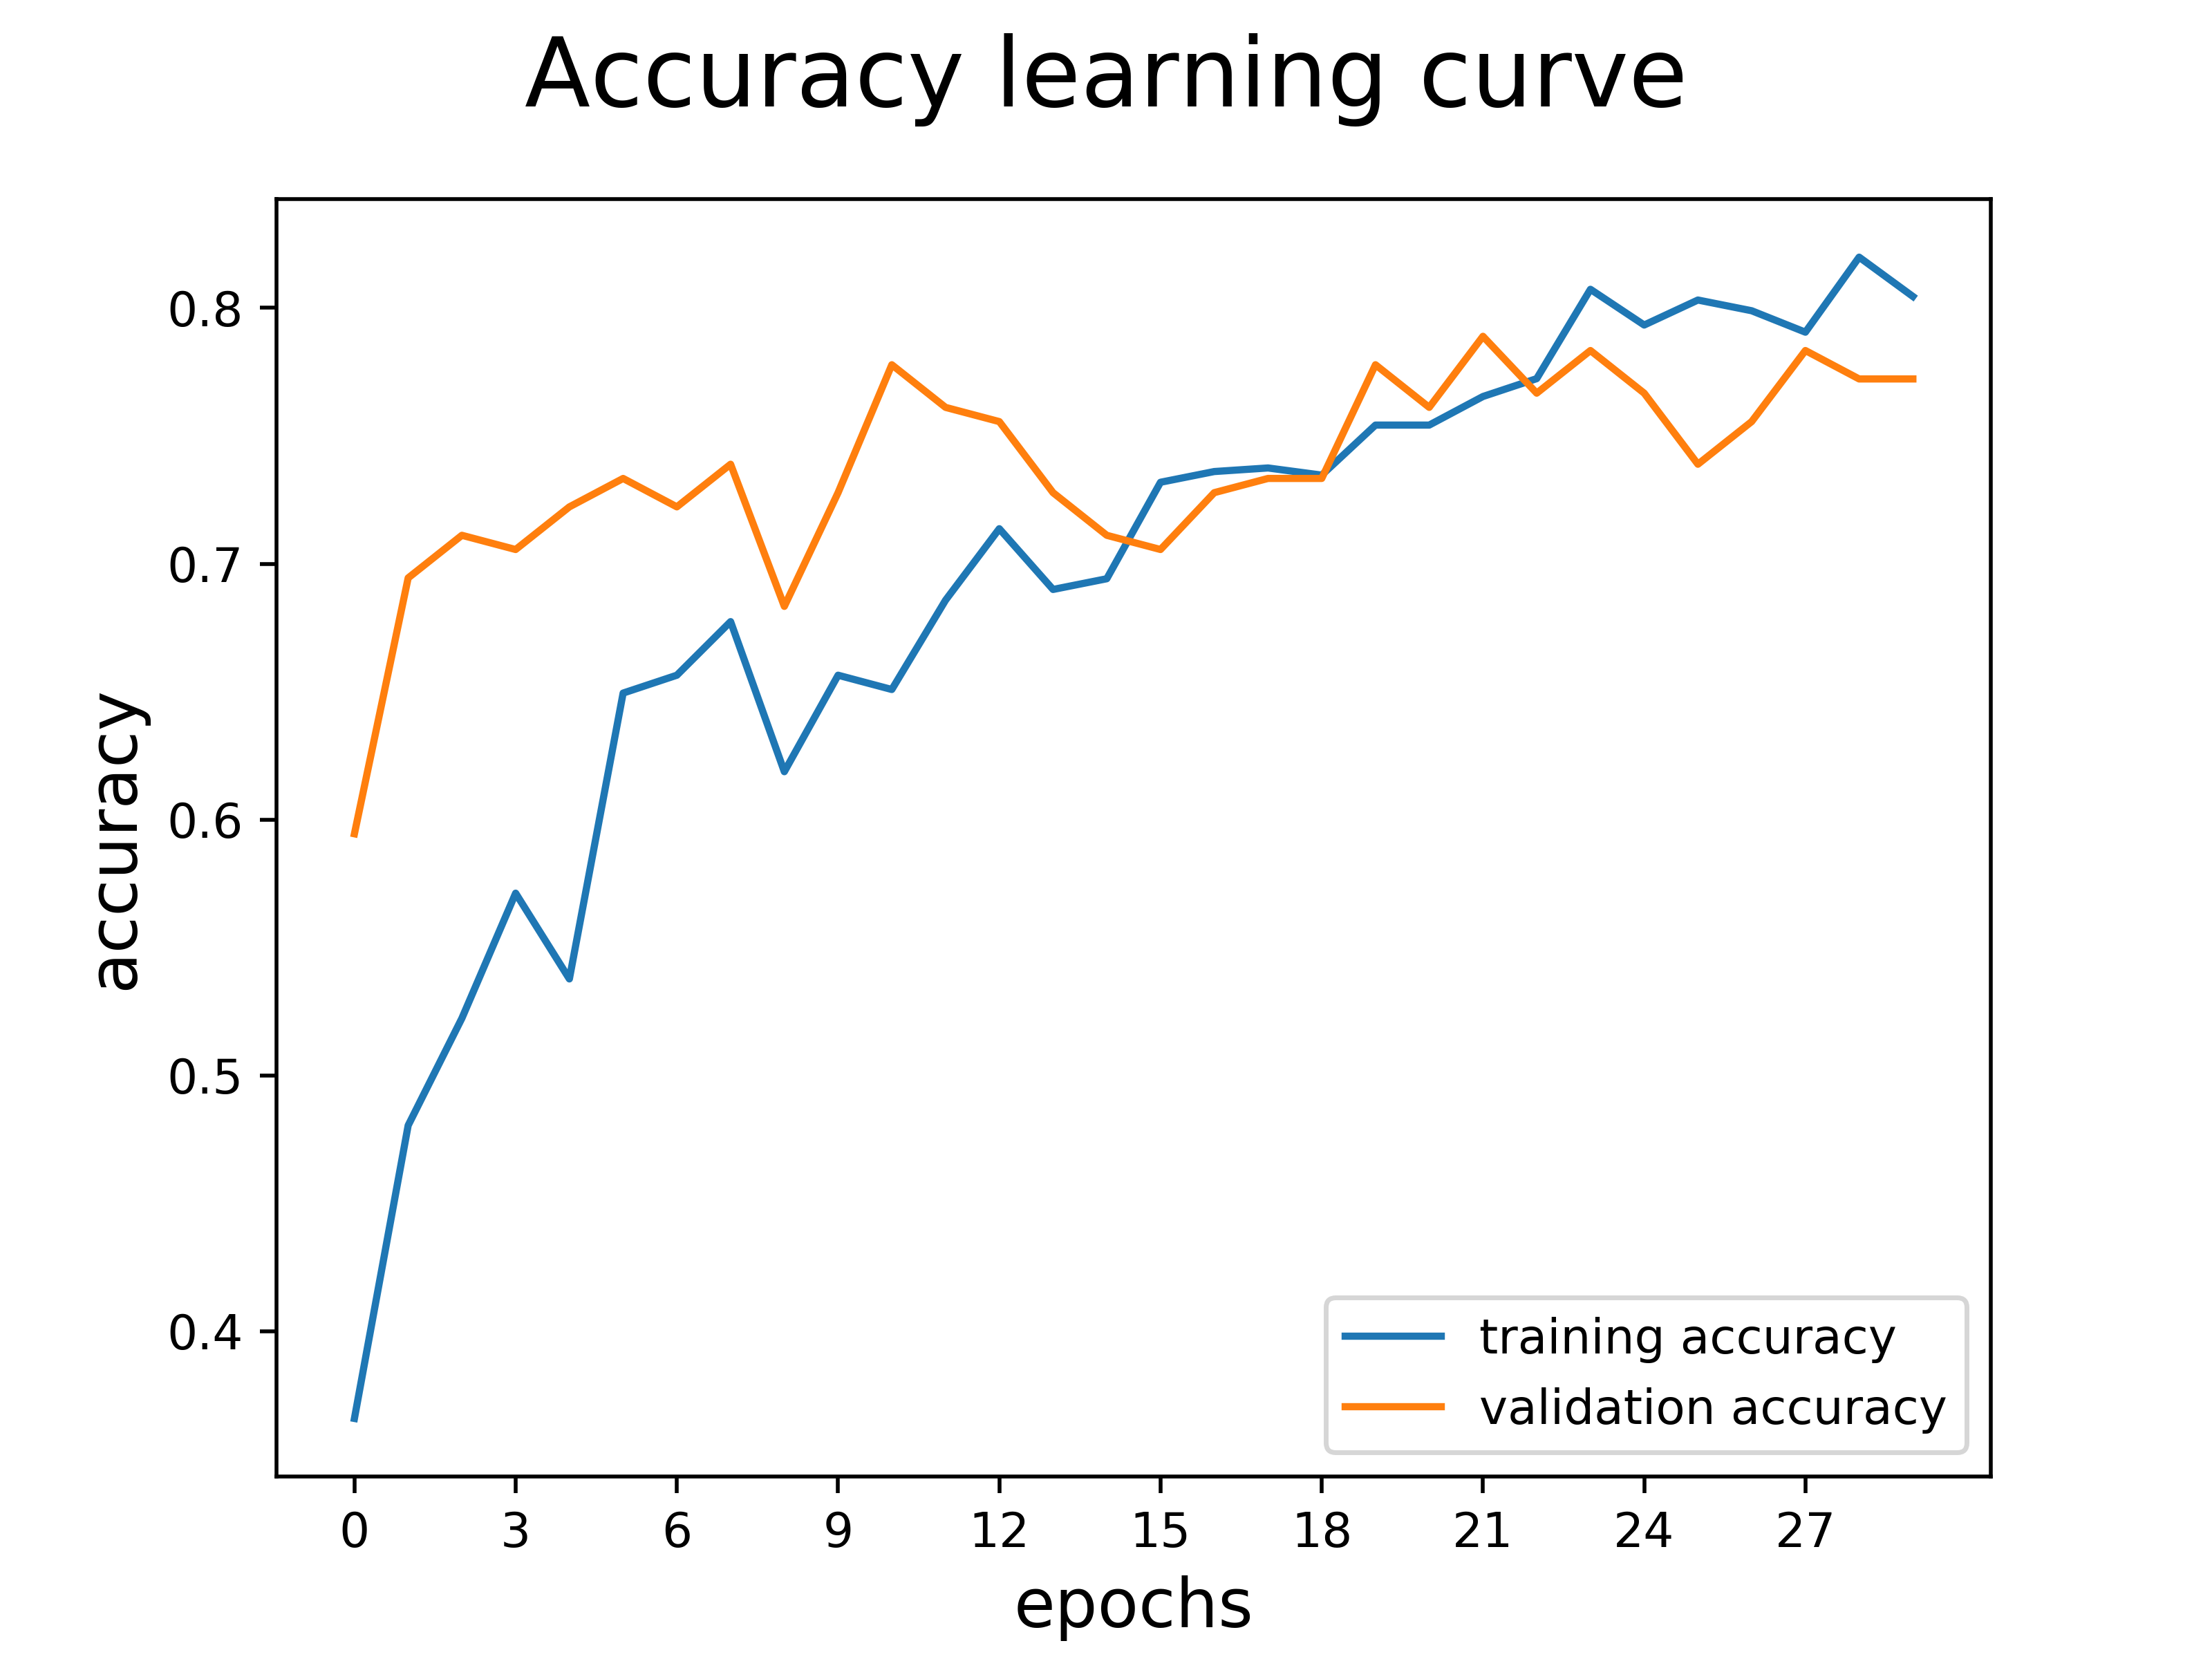 Accuracy learning curve
accuracy
0.8
0.7
0.6
0.5
0.4
training accuracy
validation accuracy
0 3 6 9 12 15 18 21 24 27
epochs